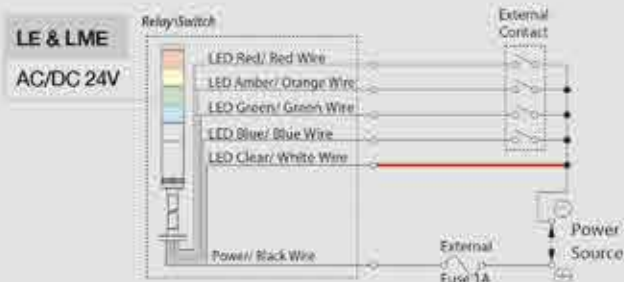 LE & LME
AC/DC 24V
Relay\Switch
External
Contact
LED Red/ Red Wire
LED Amber/ Orange Wire
LED Green/ Green Wire
LED Blue/ Blue Wire
LED Clear/ White Wire
Power/ Black Wire
External
Fuse 1A
Power
Source